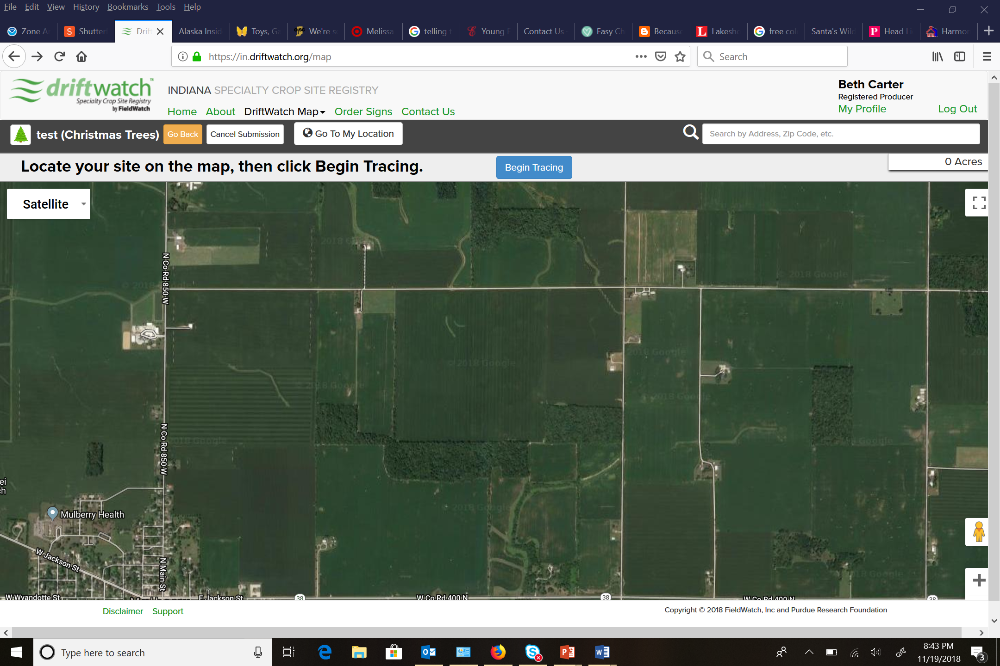 File Edit View History Bookmarks Tools Help
Zone Ar Shutter Drift Alaska Insid Toys, Ga We're s Melissa telling t Young E Contact Us Easy Ch Because Lakesho free col Santa's Wil Head Li Harmor
https://in.driftwatch.org/map
Search
driftwatch™
Specialty Crop Site Registry
by FieldWatch
INDIANA SPECIALTY CROP SITE REGISTRY
Home About DriftWatch Map Order Signs Contact Us
Beth Carter
Registered Producer
My Profile Log Out
test (Christmas Trees) Go Back Cancel Submission Go To My Location Search by Address, Zip Code, etc.
Locate your site on the map, then click Begin Tracing. Begin Tracing 0 Acres
Satellite
N Co Rd 850 W
N Co Rd 850 W
ei
ch
Mulberry Health
W Jackson St
N Main St
W Wyandotte St E Jackson St 38 W Co Rd 400 N 38 W Co Rd 400 N 38
Disclaimer Support
Copyright © 2018 FieldWatch, Inc and Purdue Research Foundation
Type here to search
8:43 PM
11/19/2018
3